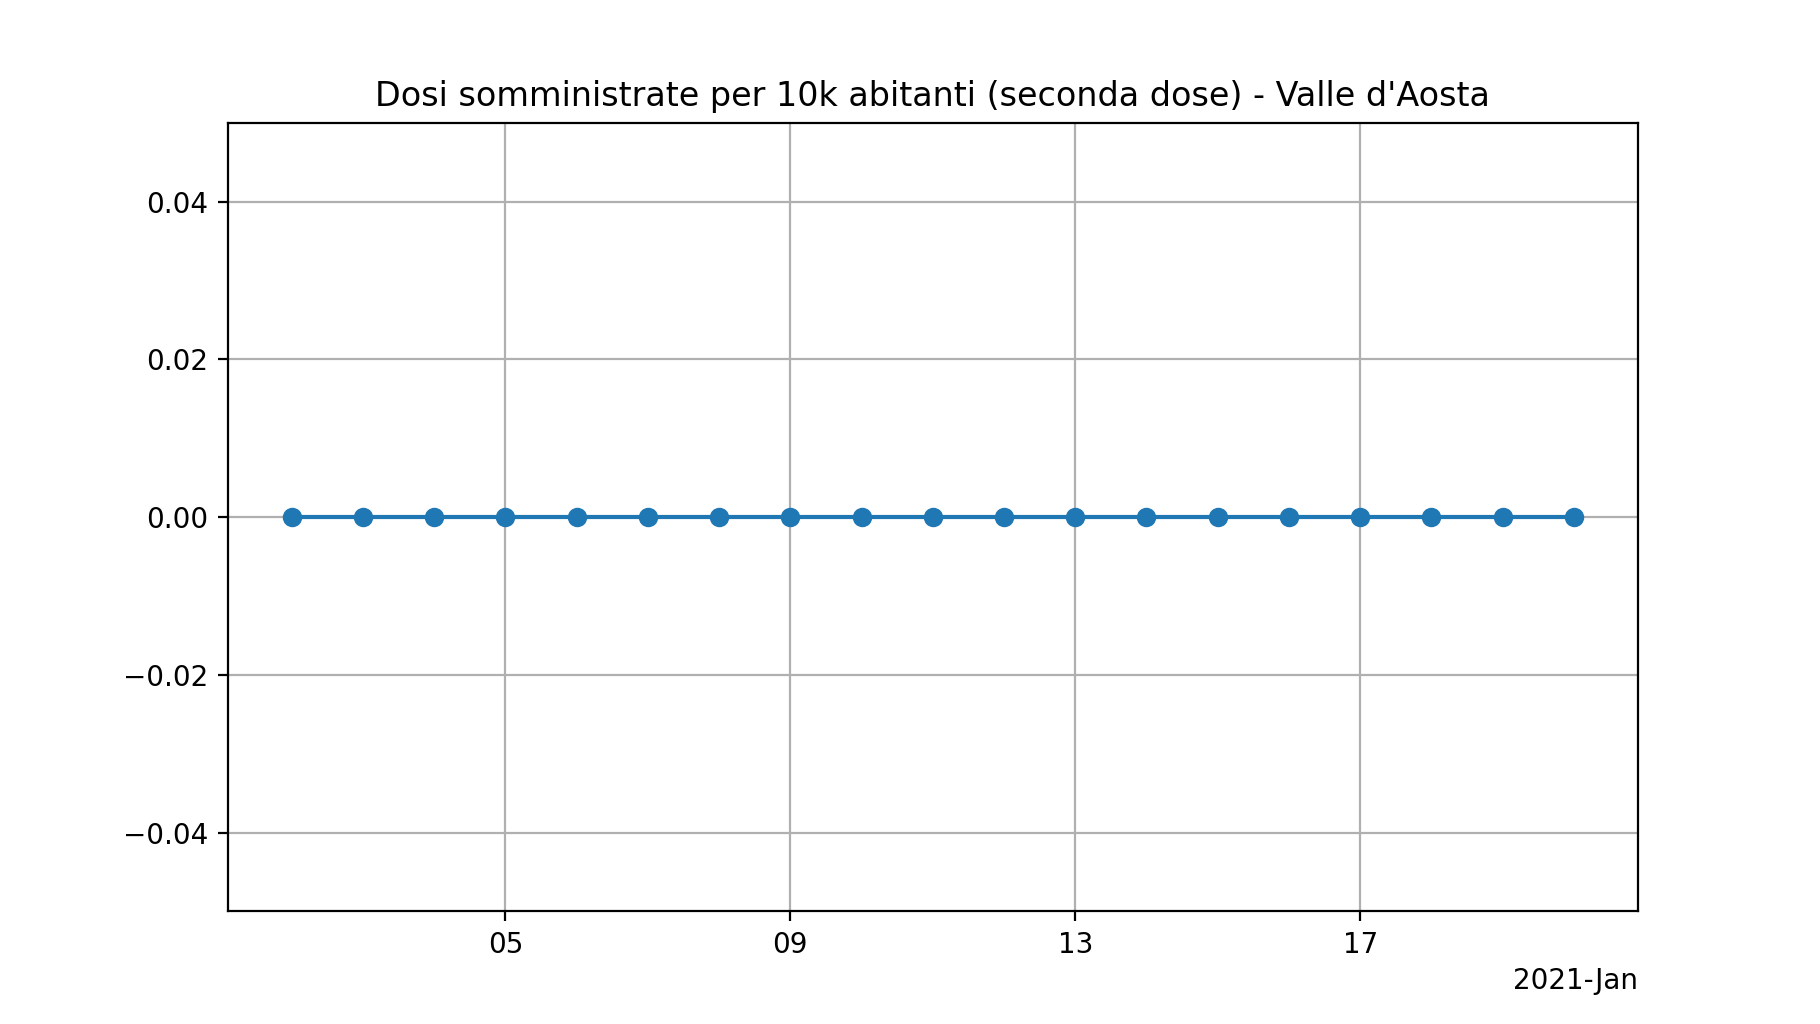 Dosi somministrate per 10k abitanti (seconda dose) - Valle d'Aosta
0.04
0.02
0.00
−0.02
−0.04
05 09 13 17
2021-Jan